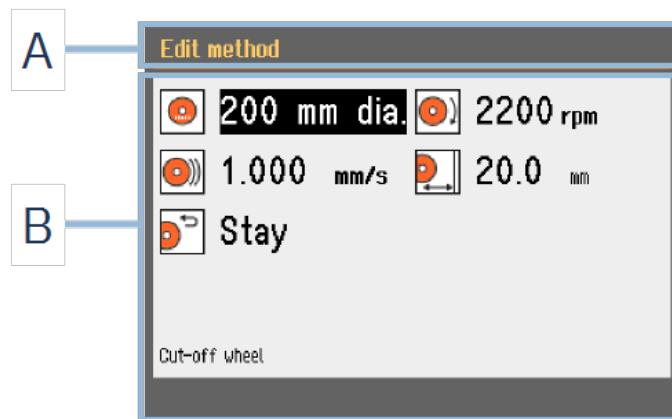 A
Edit method
B
200 mm dia. 2200 rpm
1.000 mm/s 20.0 mm
Stay
Cut-off wheel